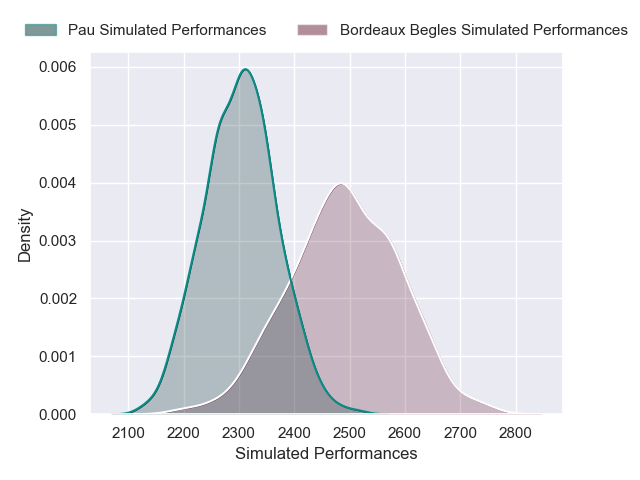 Pau Simulated Performances
Bordeaux Begles Simulated Performances
0.006
0.005
0.004
0.003
0.002
0.001
0.000
Density
2100 2200 2300 2400 2500 2600 2700 2800
Simulated Performances